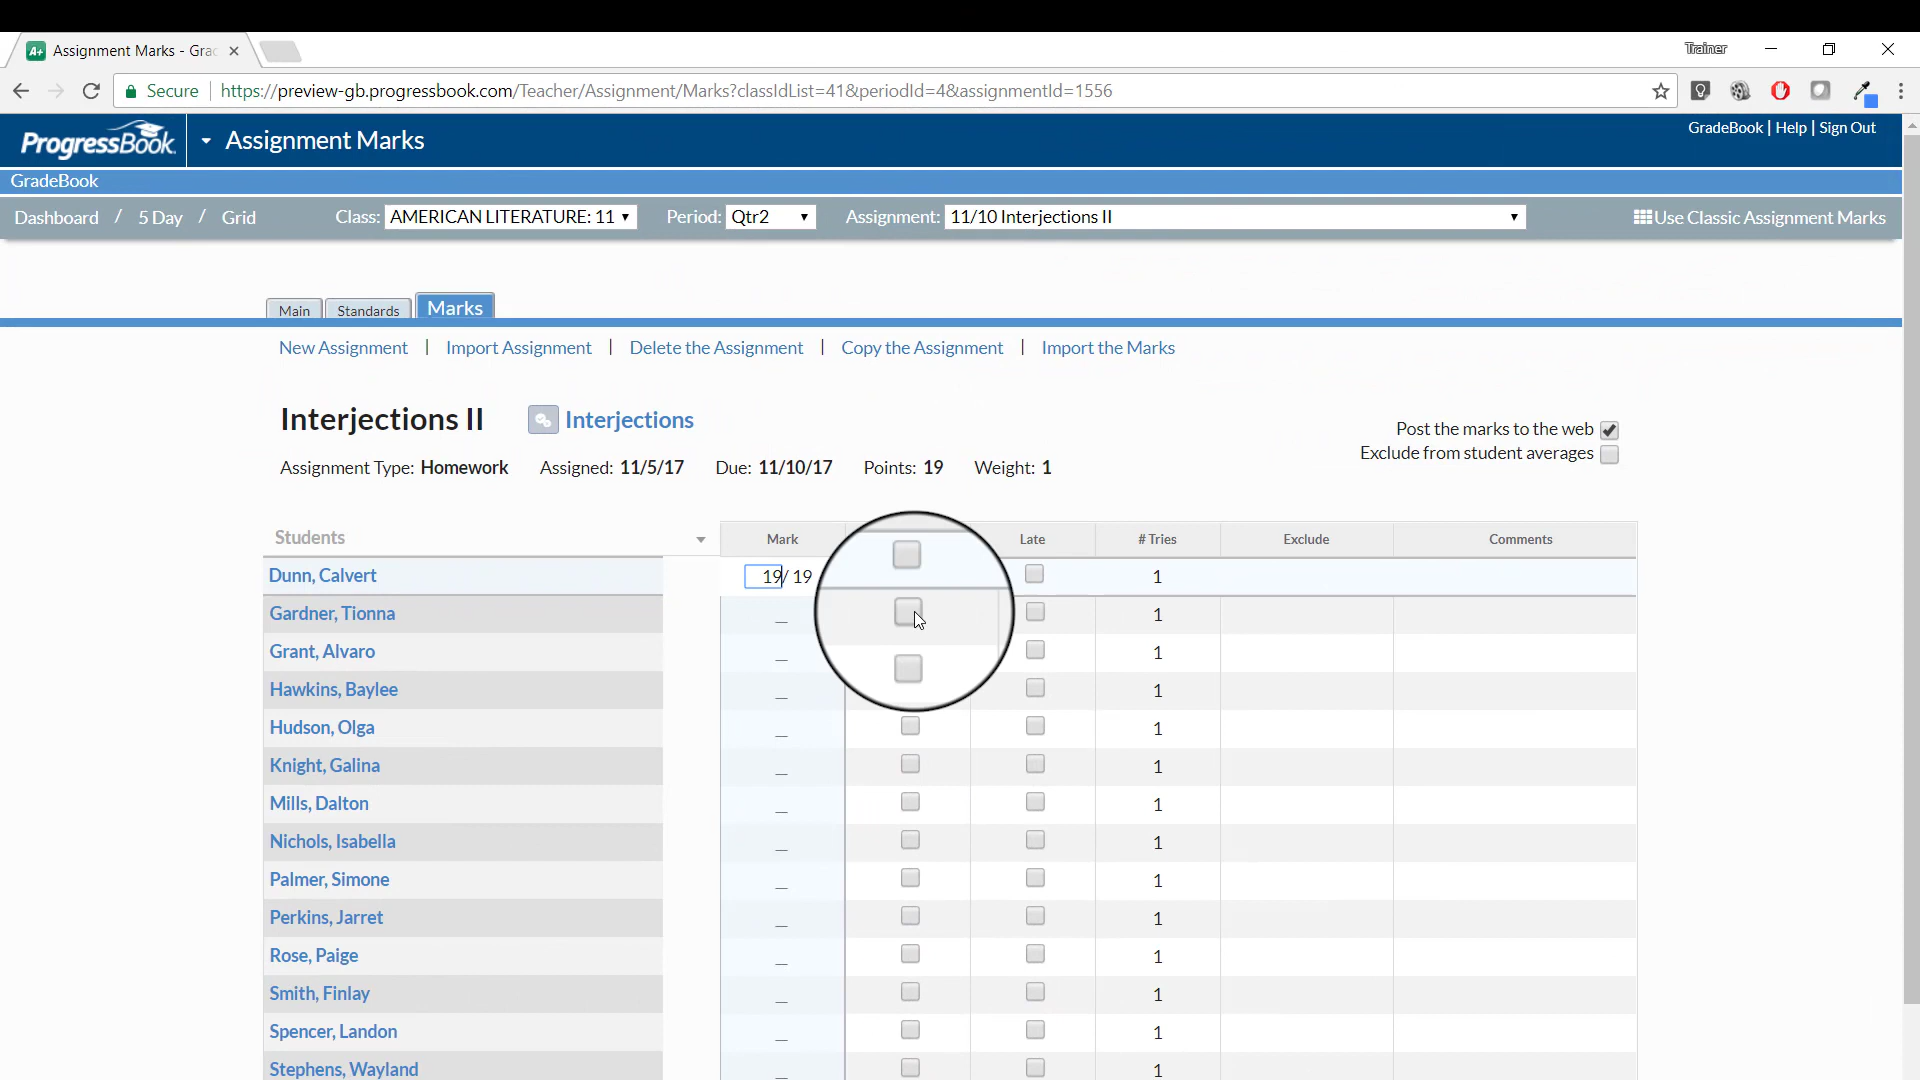 Assignment Marks - Grac
Trainer
Secure https://preview-gb.progressbook.com/Teacher/Assignment/Marks?classIdList=41&periodId=4&assignmentId=1556
ProgressBook Assignment Marks GradeBook | Help | Sign Out
GradeBook
Dashboard / 5 Day / Grid Class: AMERICAN LITERATURE: 11 Period: Qtr2 Assignment: 11/10 Interjections II Use Classic Assignment Marks
Main Standards Marks
New Assignment | Import Assignment | Delete the Assignment | Copy the Assignment | Import the Marks
Interjections II Interjections
Post the marks to the web
Exclude from student averages
Assignment Type: Homework Assigned: 11/5/17 Due: 11/10/17 Points: 19 Weight: 1
Students Mark Late # Tries Exclude Comments
Dunn, Calvert 19/ 19 1
Gardner, Tionna _ 1
Grant, Alvaro _ 1
Hawkins, Baylee _ 1
Hudson, Olga _ 1
Knight, Galina _ 1
Mills, Dalton _ 1
Nichols, Isabella _ 1
Palmer, Simone _ 1
Perkins, Jarret _ 1
Rose, Paige _ 1
Smith, Finlay _ 1
Spencer, Landon _ 1
Stephens, Wayland _ 1